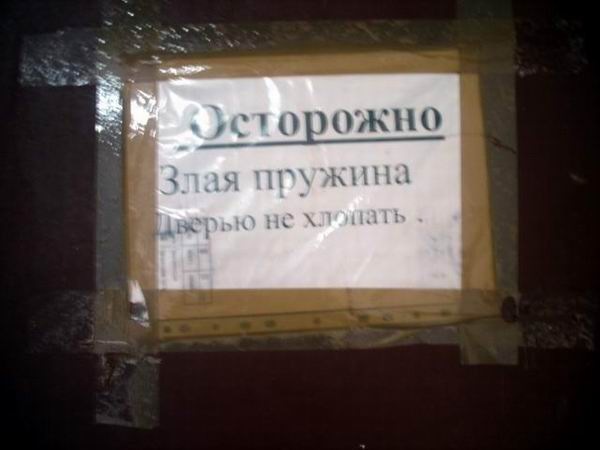 Осторожно
Злая пружина
Дверью не хлопать .